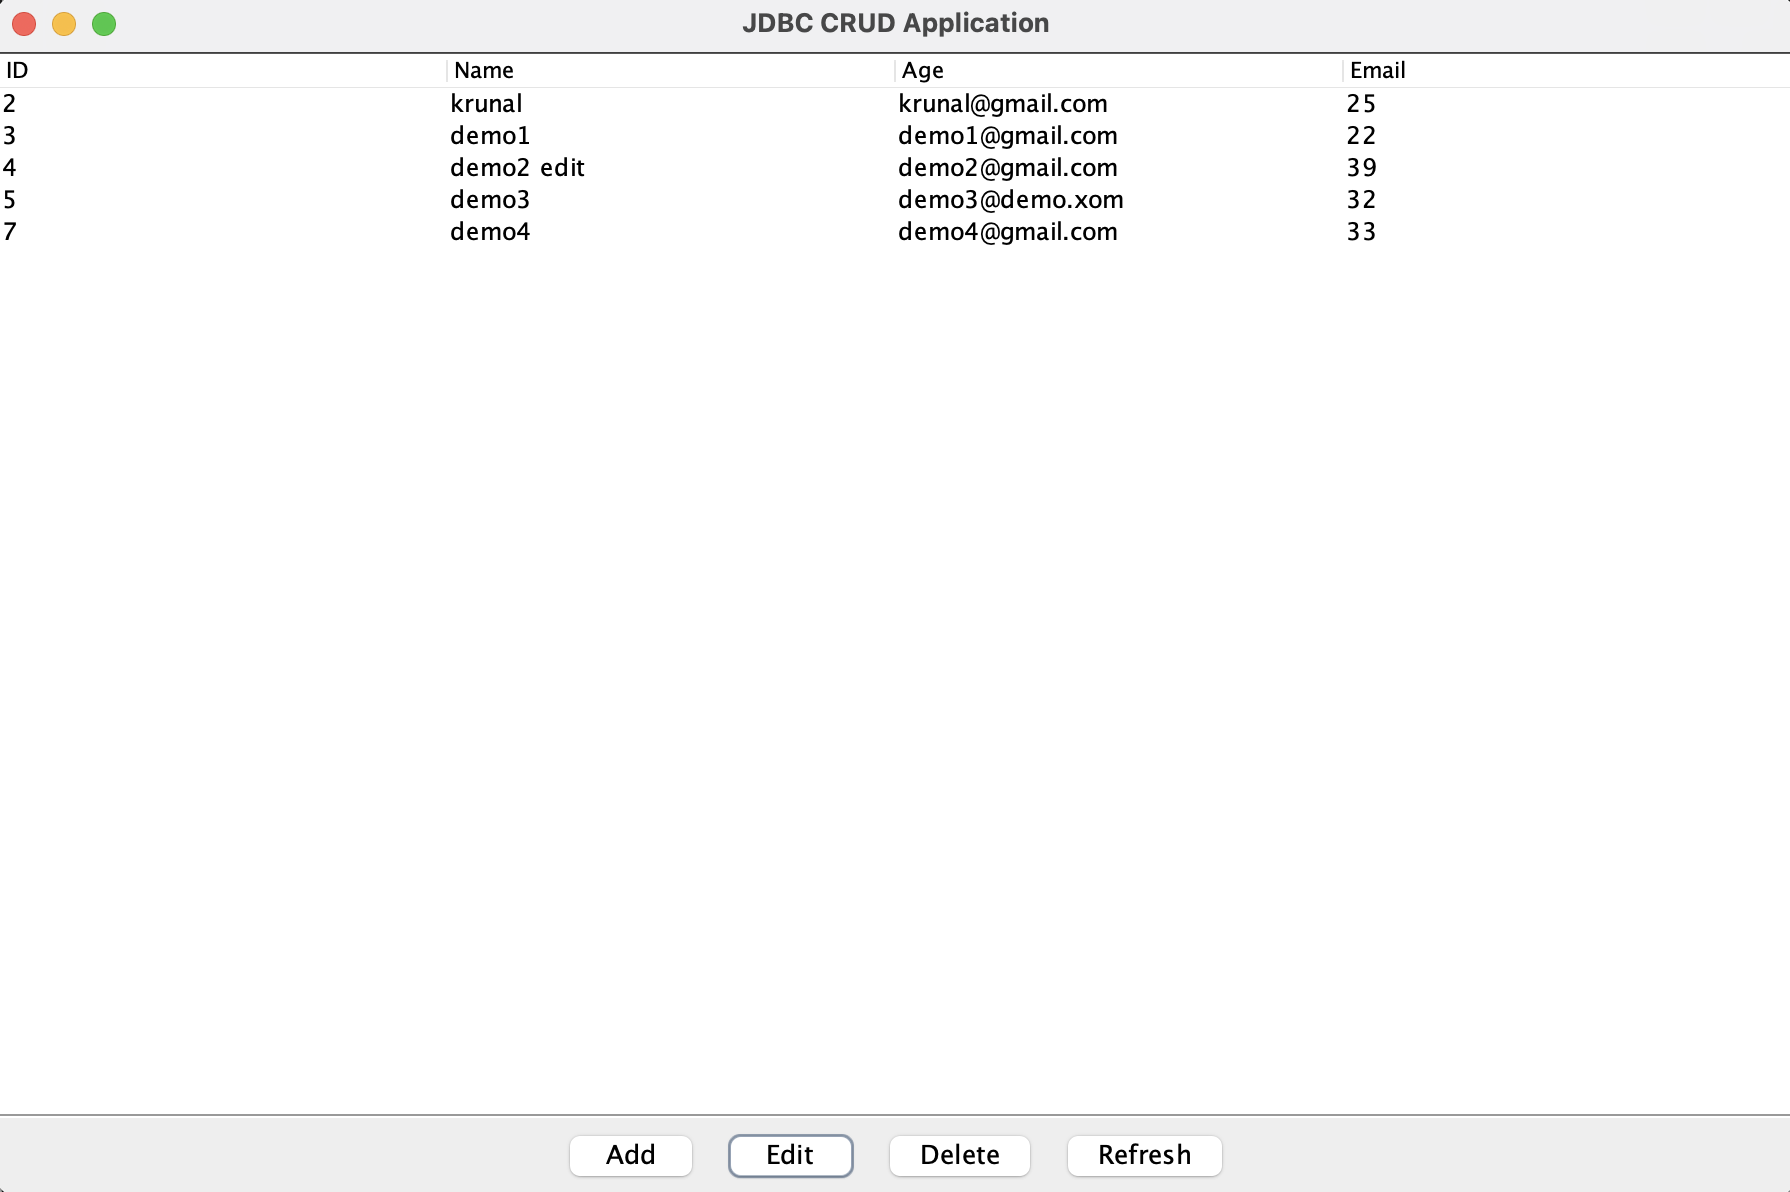 JDBC CRUD Application
ID Name Age Email
2 krunal krunal@gmail.com 25
3 demo1 demo1@gmail.com 22
4 demo2 edit demo2@gmail.com 39
5 demo3 demo3@demo.xom 32
7 demo4 demo4@gmail.com 33
Add Edit Delete Refresh